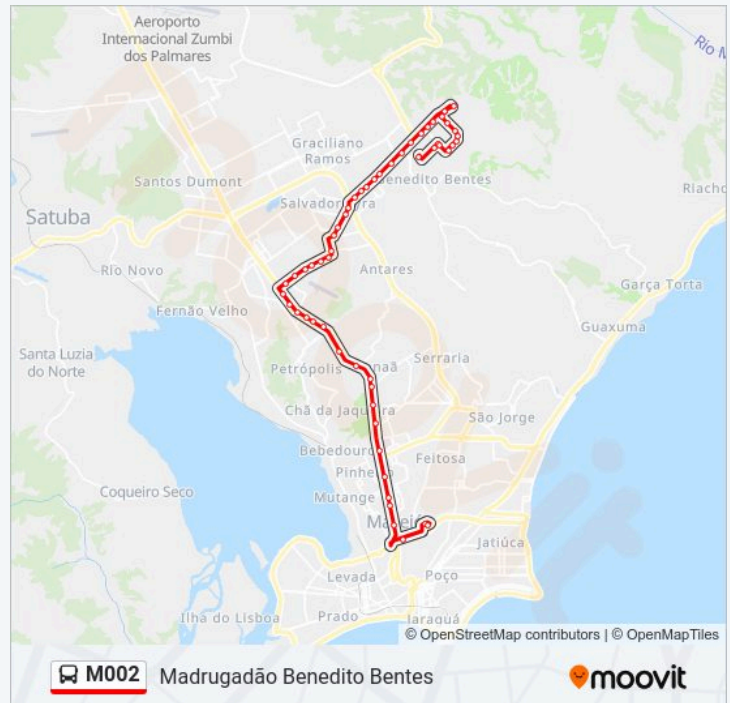 Aeroporto
Internacional Zumbi
dos Palmares
Rio
Graciliano
Ramos
Santos Dumont
Benedito Bentes
Riacho
Salvador Lyra
Satuba
Rio Novo
Antares
Garça Torta
Fernão Velho
Guaxuma
Santa Luzia
do Norte
Serraria
Petrópolis
naã
Chã da Jaqueira
São Jorge
Bebedouro
Feitosa
Pinheiro
Coqueiro Seco
Mutange
Maceió
Jatiúca
Levada
Poço
Ilha do Lisboa
Prado
Jaraguá
© OpenStreetMap contributors | © OpenMapTiles
M002 Madrugadão Benedito Bentes
moovit